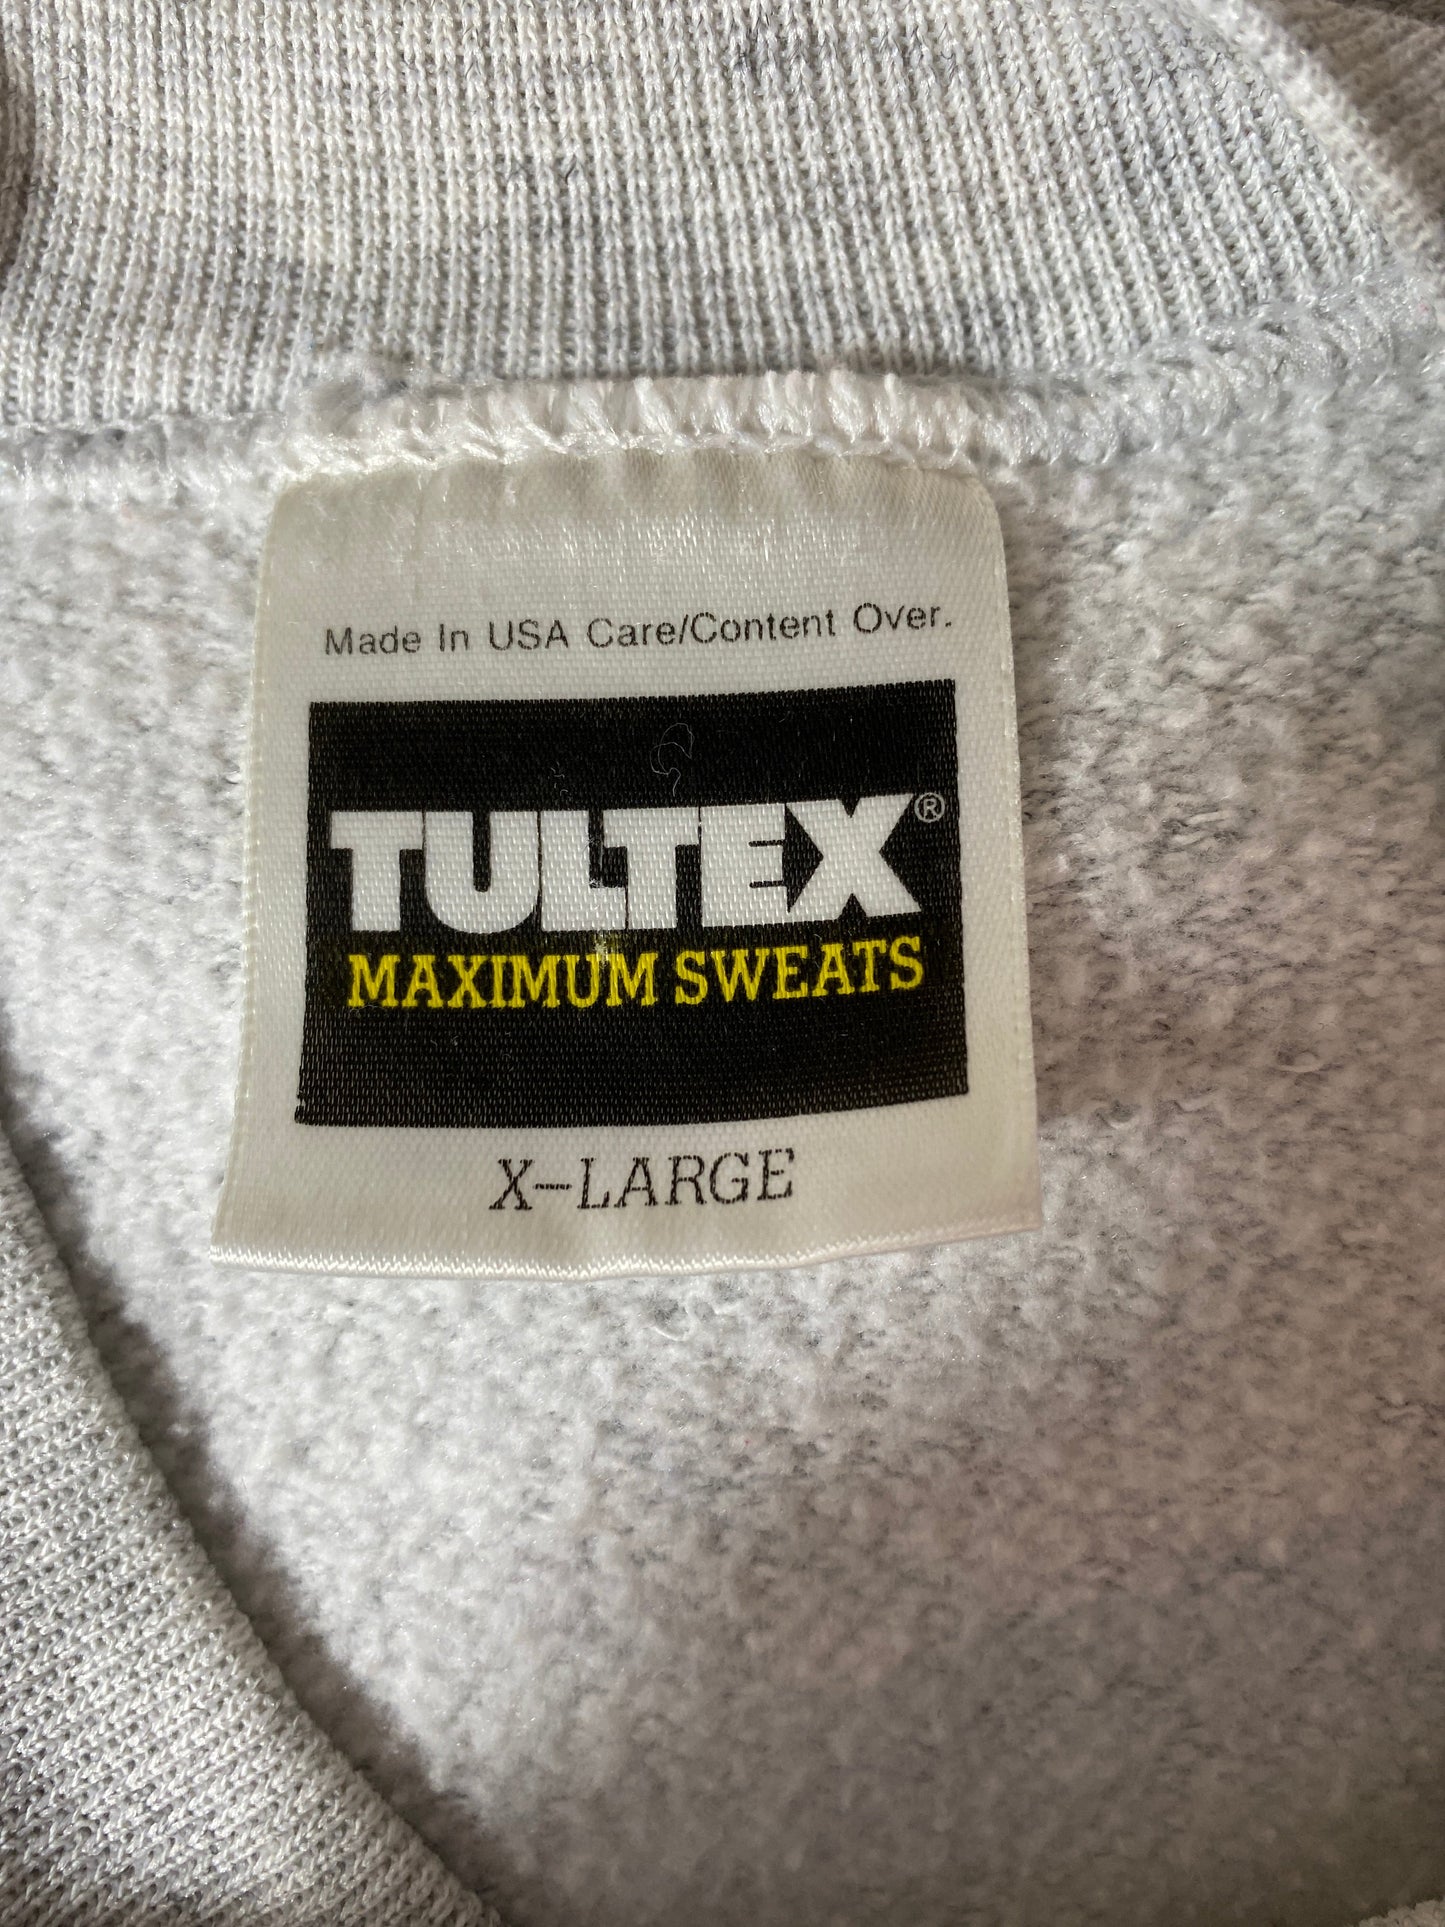 Made In USA Care/Content Over.
TULTEX®
MAXIMUM SWEATS
X-LARGE